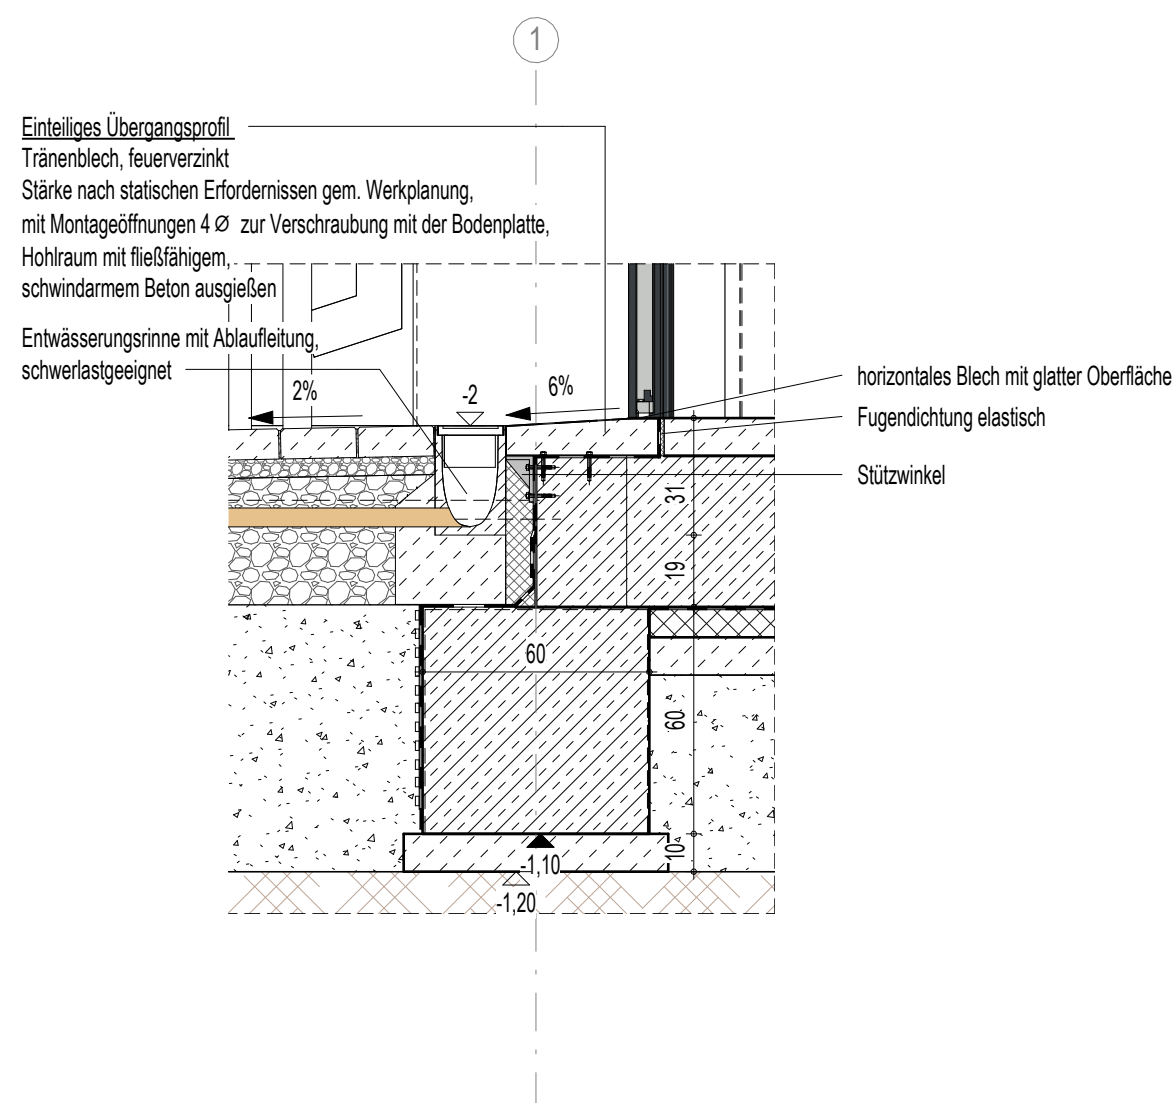 1
Einteiliges Übergangsprofil
Tränenblech, feuerverzinkt
Stärke nach statischen Erfordernissen gem. Werkplanung,
mit Montageöffnungen 4 Ø zur Verschraubung mit der Bodenplatte,
Hohlraum mit fließfähigem,
schwindarmem Beton ausgießen
Entwässerungsrinne mit Ablaufleitung,
schwerlastgeeignet
2%
-2
6%
horizontales Blech mit glatter Oberfläche
Fugendichtung elastisch
Stützwinkel
31
19
60
60
10
-1,10
-1,20